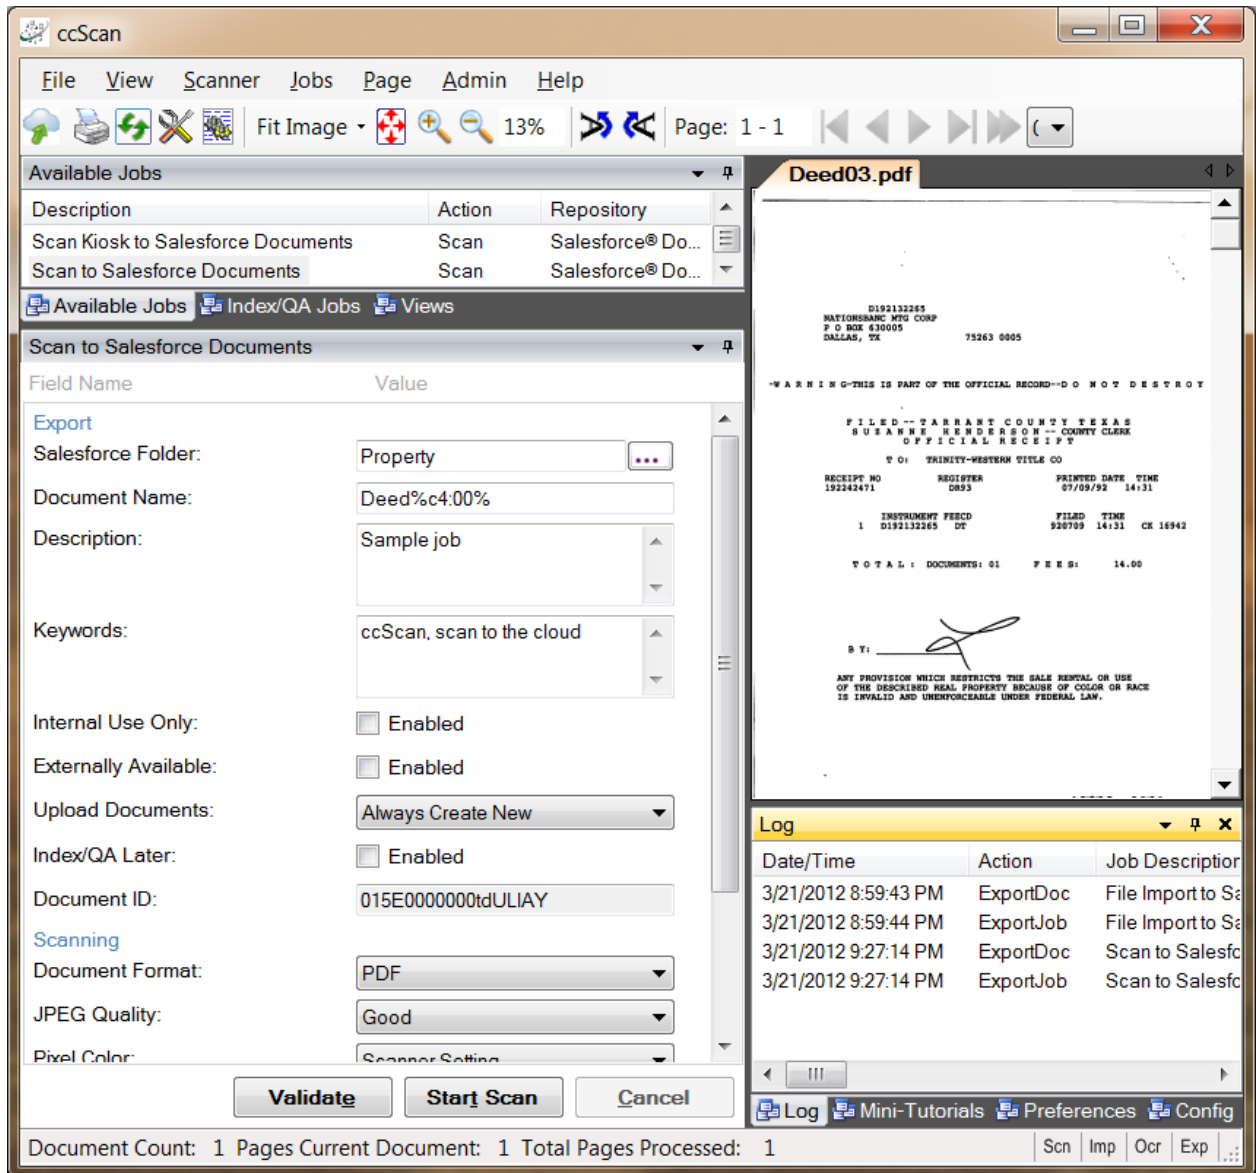 ccScan
File View Scanner Jobs Page Admin Help
Fit Image 13% Page: 1 - 1 (
Available Jobs
Description Action Repository
Scan Kiosk to Salesforce Documents Scan Salesforce® Do...
Scan to Salesforce Documents Scan Salesforce® Do...
Available Jobs Index/QA Jobs Views
Scan to Salesforce Documents
Field Name Value
Export
Salesforce Folder: Property ...
Document Name: Deed%c4:00%
Description: Sample job
Keywords: ccScan, scan to the cloud
Internal Use Only: Enabled
Externally Available: Enabled
Upload Documents: Always Create New
Index/QA Later: Enabled
Document ID: 015E0000000tdULIAY
Scanning
Document Format: PDF
JPEG Quality: Good
Pixel Color: Scanner Setting
Validate Start Scan Cancel
Deed03.pdf
D192132265
NATIONSBANC MTG CORP
P O BOX 630005
DALLAS, TX 75263 0005
-W A R N I N G-THIS IS PART OF THE OFFICIAL RECORD--D O N O T D E S T R O Y
F I L E D -- T A R R A N T C O U N T Y T E X A S
S U Z A N N E H E N D E R S O N -- COUNTY CLERK
O F F I C I A L R E C E I P T
T O: TRINITY-WESTERN TITLE CO
RECEIPT NO REGISTER PRINTED DATE TIME
192242471 DR93 07/09/92 14:31
INSTRUMENT FEECD FILED TIME
1 D192132265 DT 920709 14:31 CK 16942
T O T A L : DOCUMENTS: 01 F E E S: 14.00
B Y:
ANY PROVISION WHICH RESTRICTS THE SALE RENTAL OR USE
OF THE DESCRIBED REAL PROPERTY BECAUSE OF COLOR OR RACE
IS INVALID AND UNENFORCEABLE UNDER FEDERAL LAW.
Log
Date/Time Action Job Description
3/21/2012 8:59:43 PM ExportDoc File Import to Sa
3/21/2012 8:59:44 PM ExportJob File Import to Sa
3/21/2012 9:27:14 PM ExportDoc Scan to Salesfo
3/21/2012 9:27:14 PM ExportJob Scan to Salesfo
Log Mini-Tutorials Preferences Config
Document Count: 1 Pages Current Document: 1 Total Pages Processed: 1 Scn Imp Ocr Exp